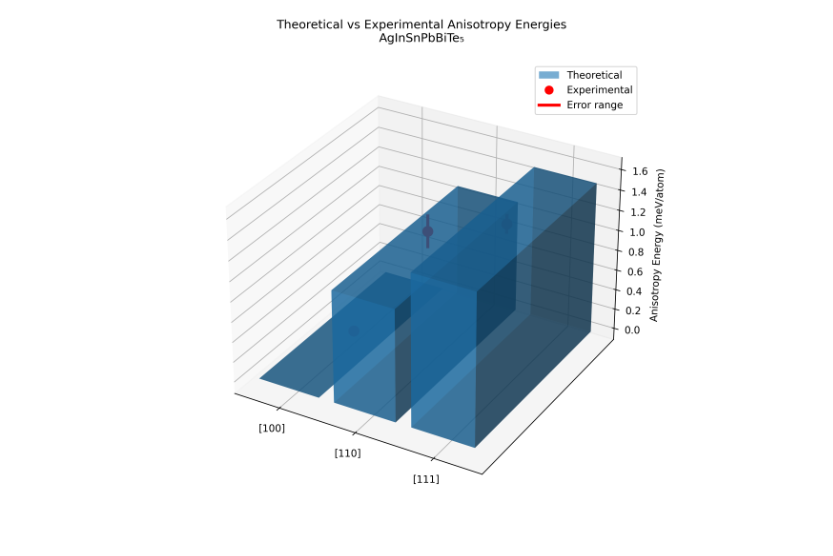 Theoretical vs Experimental Anisotropy Energies
AgInSnPbBiTe₅
Theoretical
Experimental
Error range
1.6
1.4
1.2
1.0
0.8
0.6
0.4
0.2
0.0
Anisotropy Energy (meV/atom)
[100]
[110]
[111]